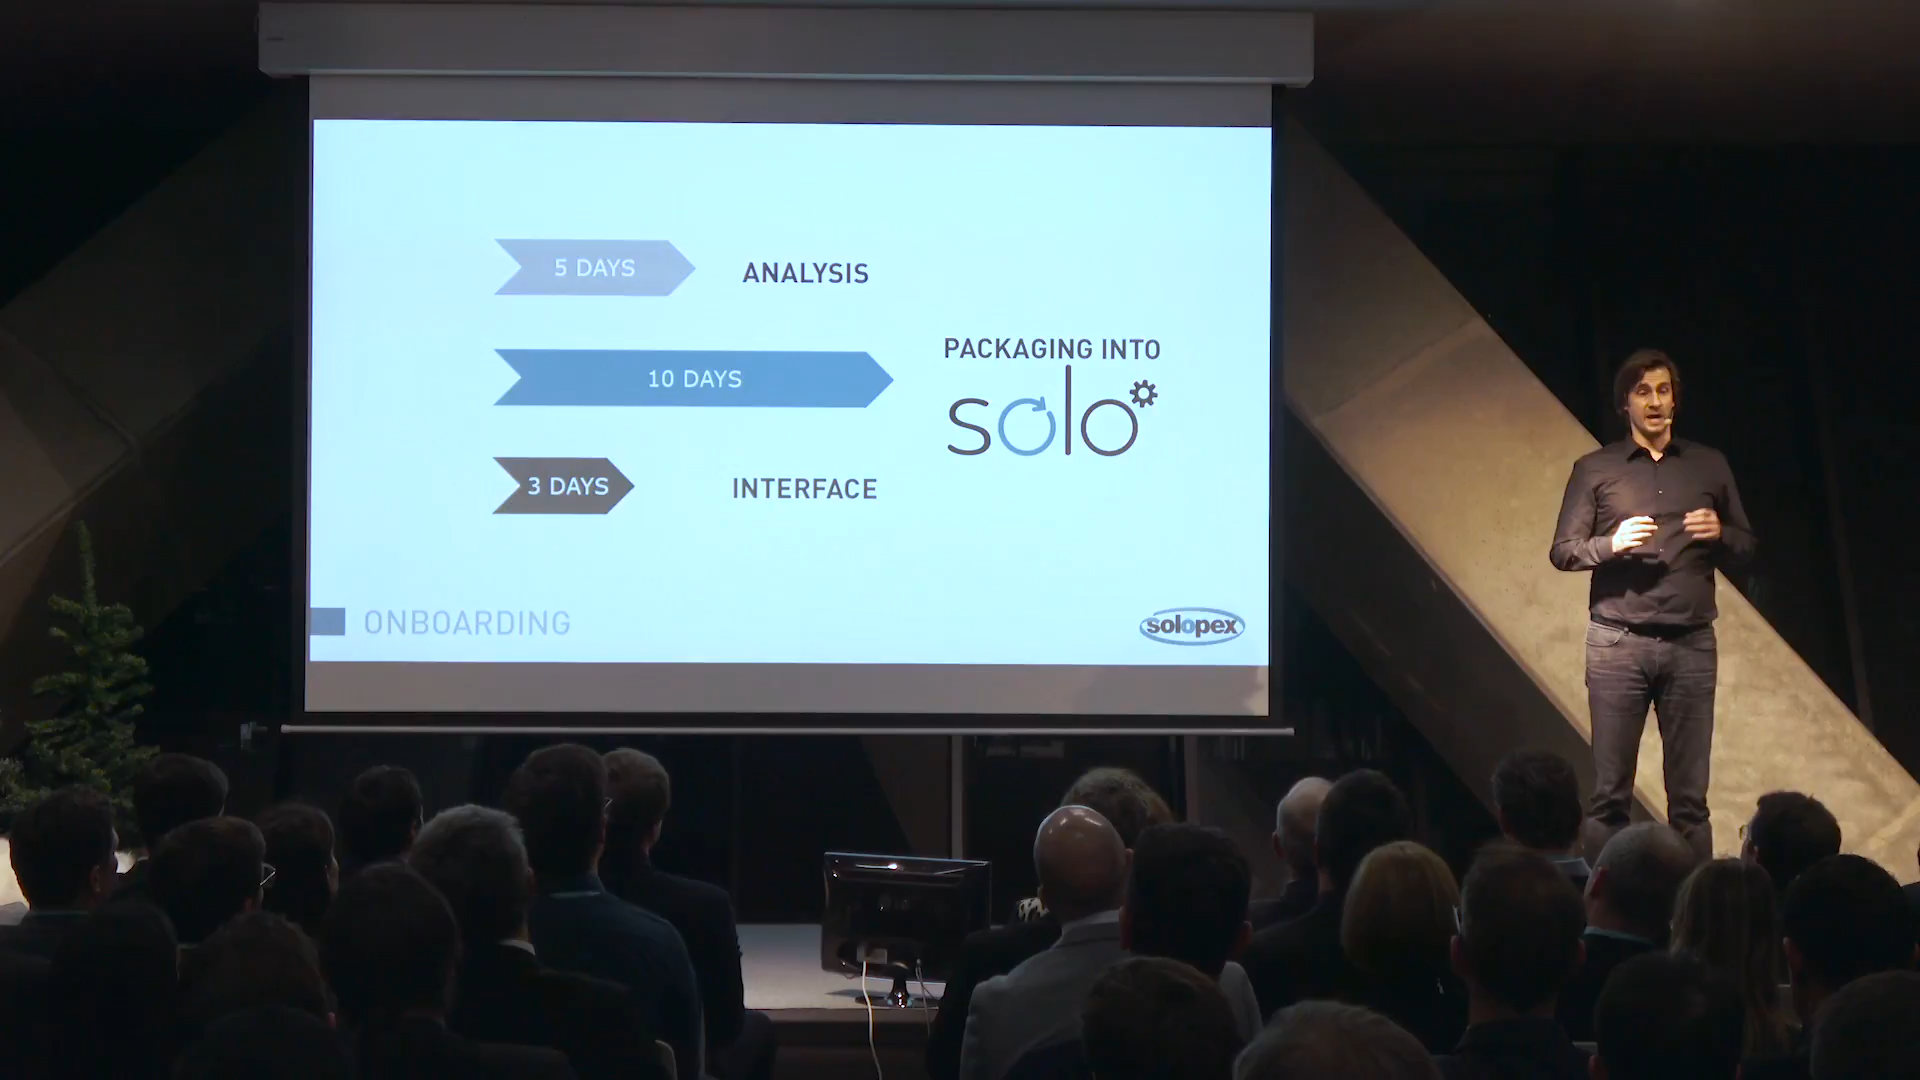 5 DAYS ANALYSIS
PACKAGING INTO
10 DAYS solo
3 DAYS INTERFACE
ONBOARDING
solopex